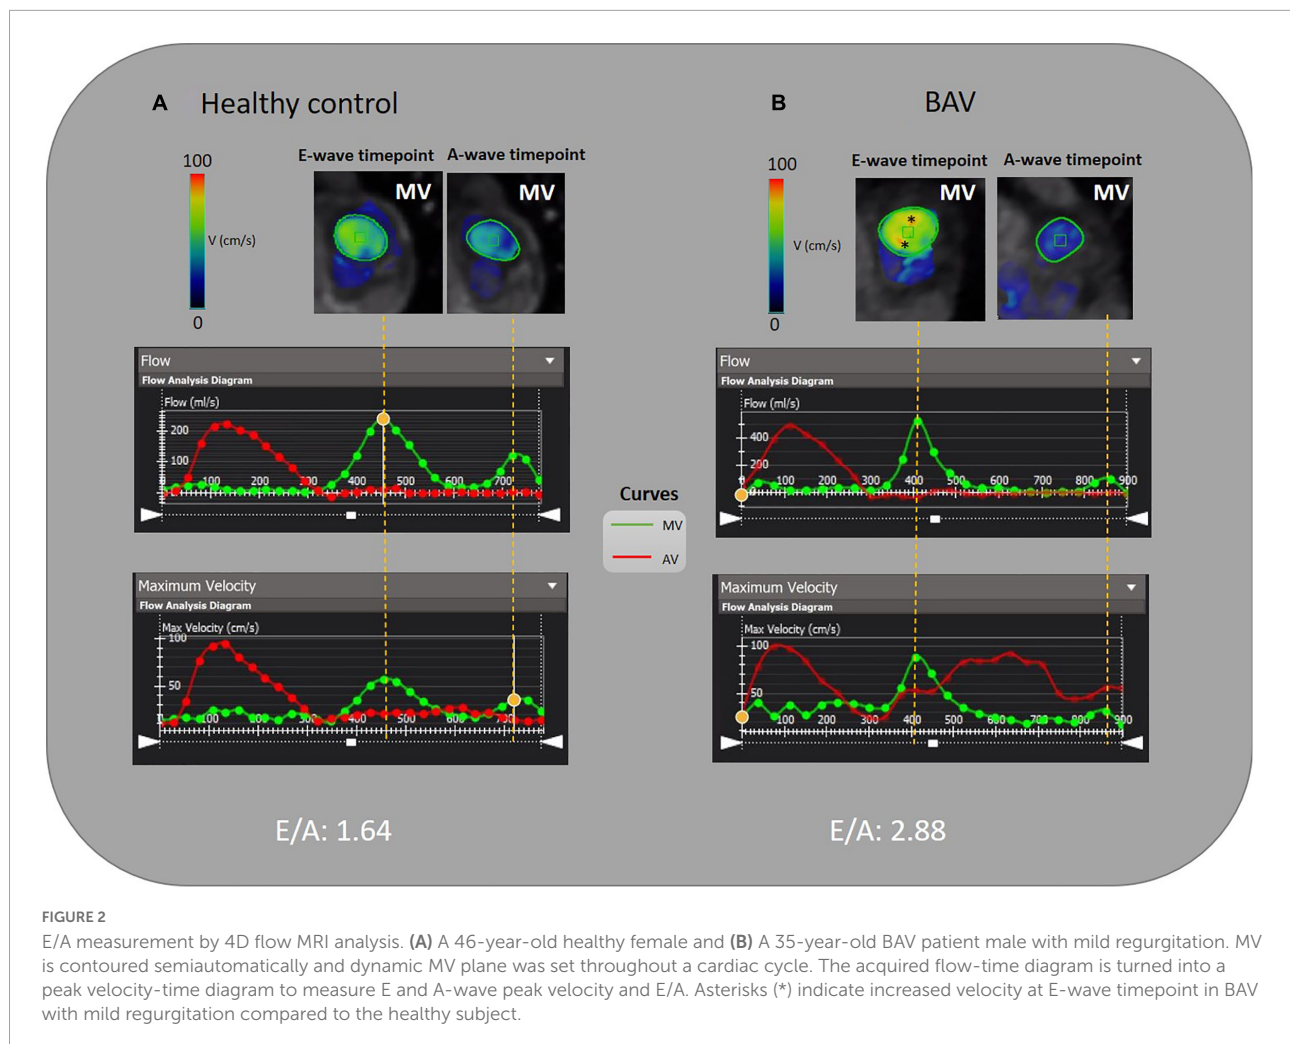 A Healthy control
B BAV
E-wave timepoint A-wave timepoint
E-wave timepoint A-wave timepoint
100
V (cm/s)
0
MV
MV
100
V (cm/s)
0
MV
*
*
MV
Flow
Flow Analysis Diagram
Flow (ml/s)
200
100
100 200 300 400 500 600 700
Flow
Flow Analysis Diagram
Flow (ml/s)
400
200
100 200 300 400 500 600 700 800 900
Curves
MV
AV
Maximum Velocity
Flow Analysis Diagram
Max Velocity (cm/s)
100
50
100 200 300 400 500 600 700
Maximum Velocity
Flow Analysis Diagram
Max Velocity (cm/s)
100
50
100 200 300 400 500 600 700 800 900
E/A: 1.64
E/A: 2.88
FIGURE 2
E/A measurement by 4D flow MRI analysis. (A) A 46-year-old healthy female and (B) A 35-year-old BAV patient male with mild regurgitation. MV
is contoured semiautomatically and dynamic MV plane was set throughout a cardiac cycle. The acquired flow-time diagram is turned into a
peak velocity-time diagram to measure E and A-wave peak velocity and E/A. Asterisks (*) indicate increased velocity at E-wave timepoint in BAV
with mild regurgitation compared to the healthy subject.